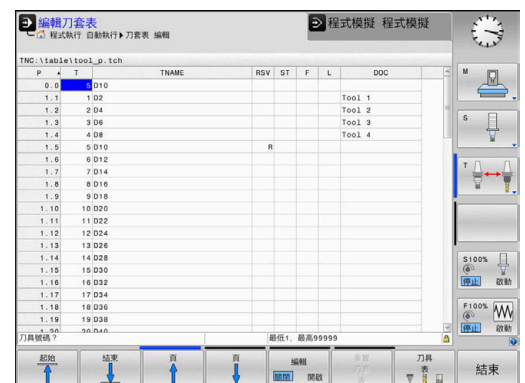 編輯刀套表
程式執行 自動執行▶刀套表 編輯
程式模擬 程式模擬
TNC:\table\tool_p.tch
P T TNAME RSV ST F L DOC
0.0 5 D10
1.1 1 D2 Tool 1
1.2 2 D4 Tool 2
1.3 3 D6 Tool 3
1.4 4 D8 Tool 4
1.5 5 D10 R
1.6 6 D12
1.7 7 D14
1.8 8 D16
1.9 9 D18
1.10 10 D20
1.11 11 D22
1.12 12 D24
1.13 13 D26
1.14 14 D28
1.15 15 D30
1.16 16 D32
1.17 17 D34
1.18 18 D36
1.19 19 D38
1.20 20 D40
刀具號碼？ 最低1, 最高99999
M
S
T
S100%
停止 啟動
F100%
停止 啟動
起始 結束 頁 頁 編輯 刀具 結束
關閉 開啟 表